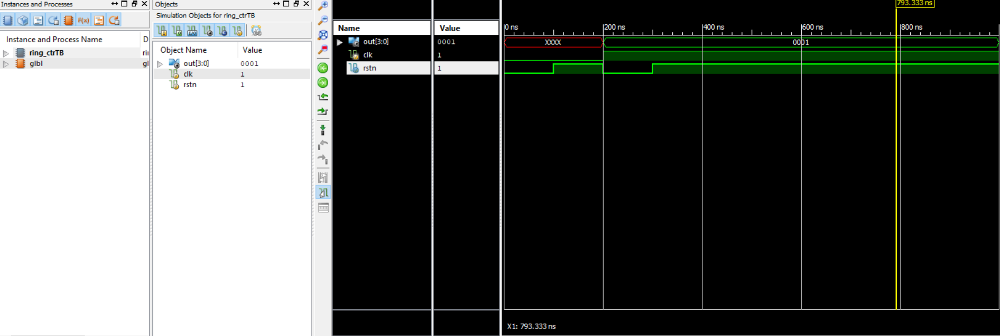 Instances and Processes
F(x)
Instance and Process Name D
ring_ctrTB rii
glbl gl
Objects
Simulation Objects for ring_ctrTB
Object Name Value
out[3:0] 0001
clk 1
rstn 1
Name Value
out[3:0] 0001
clk 1
rstn 1
793.333 ns
0 ns 200 ns 400 ns 600 ns 800 ns
XXXX 0001
X1: 793.333 ns